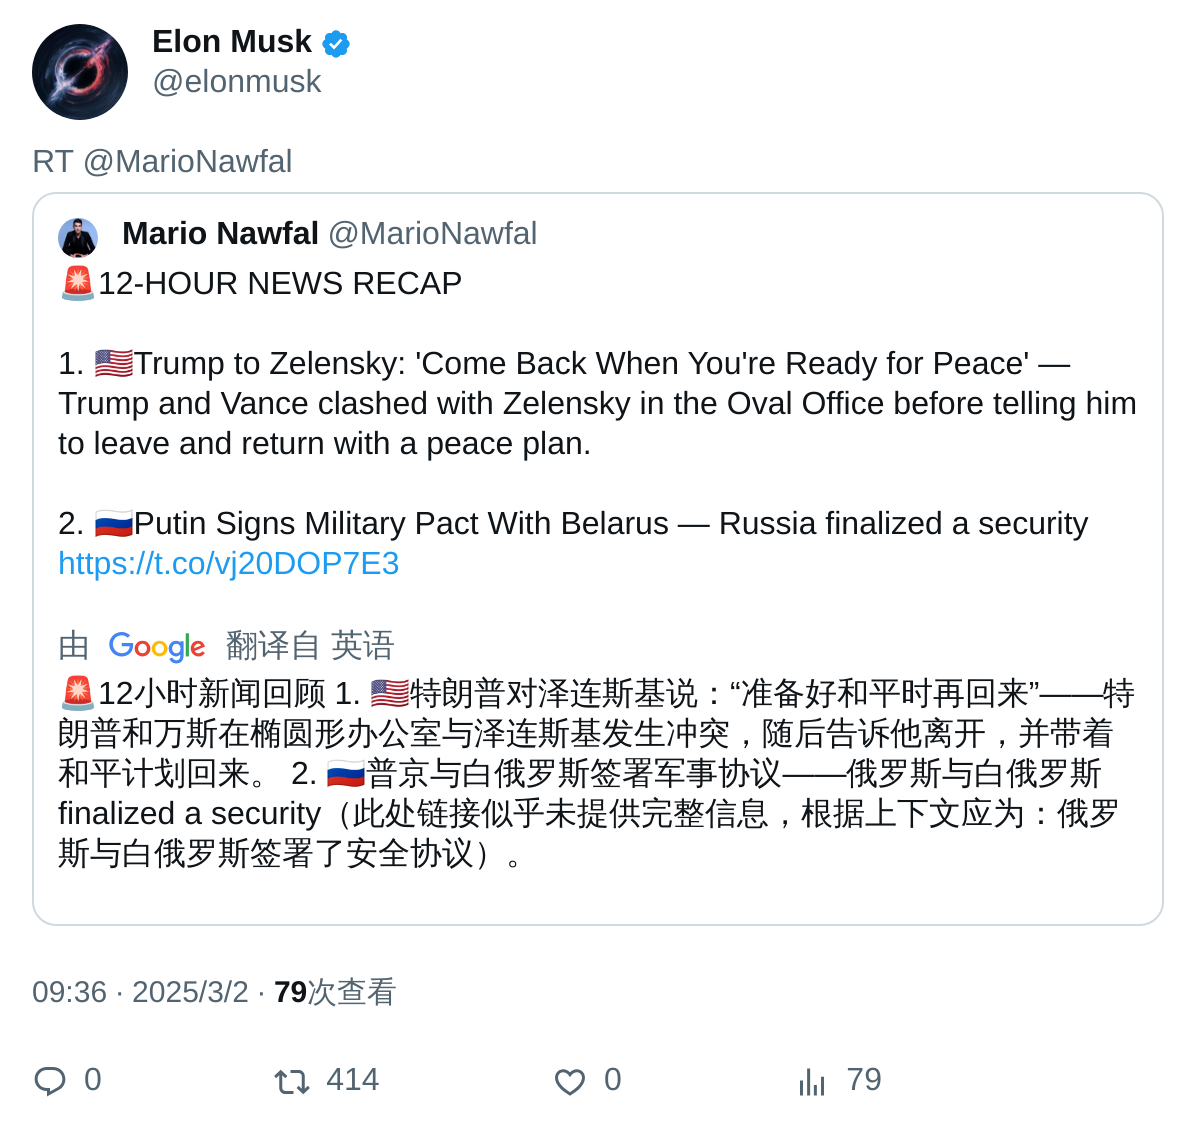 Elon Musk
@elonmusk
RT @MarioNawfal
Mario Nawfal @MarioNawfal
🚨12-HOUR NEWS RECAP
1. 🇺🇸Trump to Zelensky: 'Come Back When You're Ready for Peace' —
Trump and Vance clashed with Zelensky in the Oval Office before telling him
to leave and return with a peace plan.
2. 🇷🇺Putin Signs Military Pact With Belarus — Russia finalized a security
https://t.co/vj20DOP7E3
由 Google 翻译自 英语
🚨12小时新闻回顾 1. 🇺🇸特朗普对泽连斯基说：“准备好和平时再回来”——特
朗普和万斯在椭圆形办公室与泽连斯基发生冲突，随后告诉他离开，并带着
和平计划回来。 2. 🇷🇺普京与白俄罗斯签署军事协议——俄罗斯与白俄罗斯
finalized a security（此处链接似乎未提供完整信息，根据上下文应为：俄罗
斯与白俄罗斯签署了安全协议）。
09:36 · 2025/3/2 · 79次查看
0 414 0 79